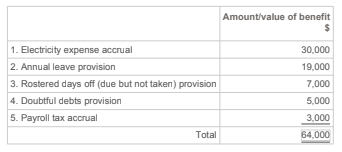 Amount/value of benefit
$
1. Electricity expense accrual 30,000
2. Annual leave provision 19,000
3. Rostered days off (due but not taken) provision 7,000
4. Doubtful debts provision 5,000
5. Payroll tax accrual 3,000
Total 64,000